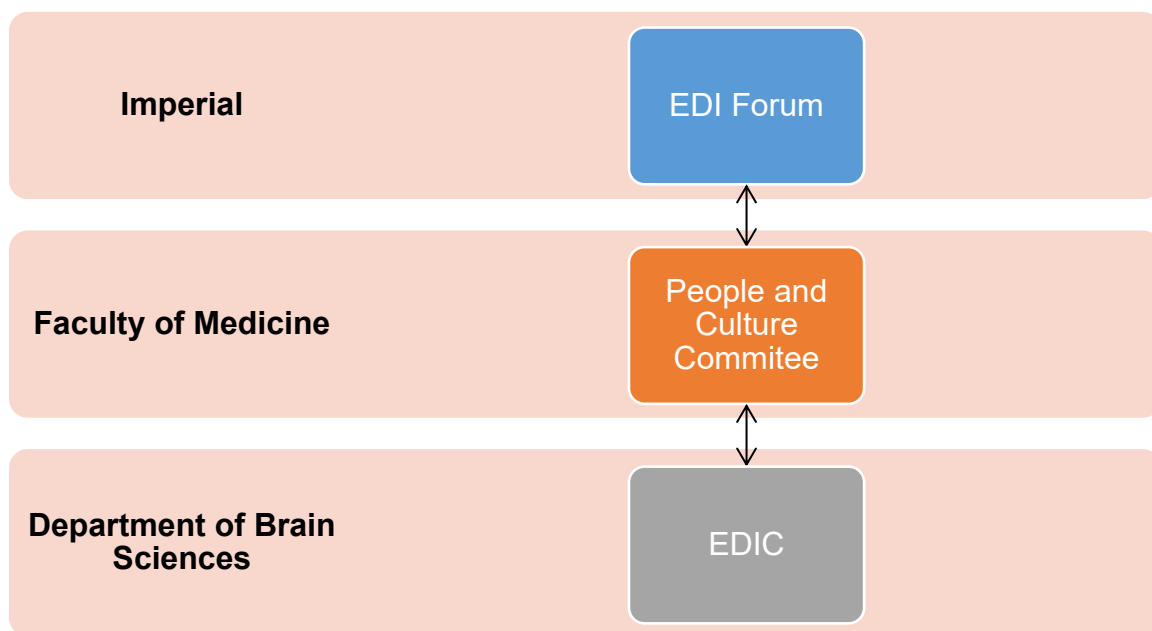 Imperial
EDI Forum
Faculty of Medicine
People and
Culture
Commitee
Department of Brain
Sciences
EDIC